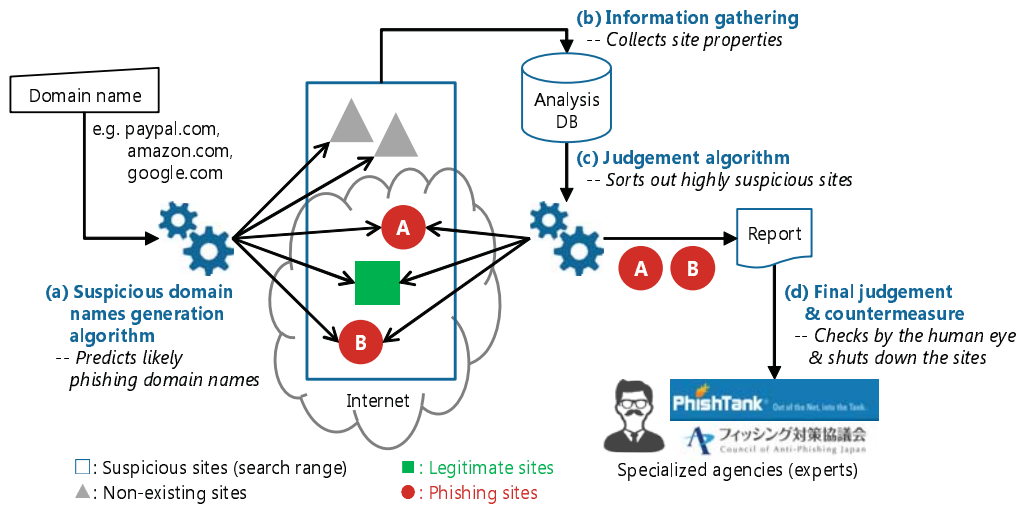 (b) Information gathering
-- Collects site properties
Domain name
e.g. paypal.com,
amazon.com,
google.com
Analysis
DB
(c) Judgement algorithm
-- Sorts out highly suspicious sites
A
B
Internet
A
B
Report
(a) Suspicious domain
names generation
algorithm
-- Predicts likely
phishing domain names
(d) Final judgement
& countermeasure
-- Checks by the human eye
& shuts down the sites
PhishTank® Out of the Net, into the Tank.
フィッシング対策協議会
Council of Anti-Phishing Japan
Specialized agencies (experts)
: Suspicious sites (search range)
: Non-existing sites
: Legitimate sites
: Phishing sites